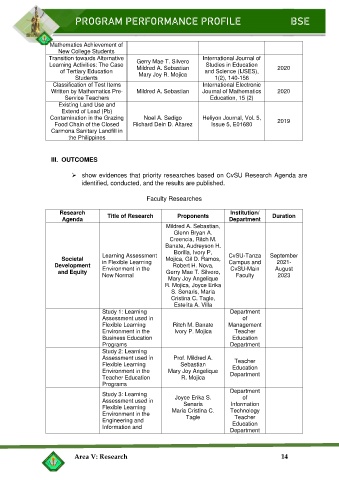 PROGRAM PERFORMANCE PROFILE BSE
Mathematics Achievement of
New College Students
Transition towards Alternative
Learning Activities: The Case
of Tertiary Education
Students
Gerry Mae T. Silvero
Mildred A. Sebastian
Mary Joy R. Mojica
International Journal of
Studies in Education
and Science (IJSES),
1(2), 140-156
2020
Classification of Test Items
Written by Mathematics Pre-
Service Teachers
Mildred A. Sebastian
International Electronic
Journal of Mathematics
Education, 15 (2)
2020
Existing Land Use and
Extend of Lead (Pb)
Contamination in the Grazing
Food Chain of the Closed
Carmona Sanitary Landfill in
the Philippines
Noel A. Sedigo
Richard Dein D. Altarez
Heliyon Journal, Vol. 5,
Issue 5, E01680
2019
III. OUTCOMES
➢ show evidences that priority researches based on CvSU Research Agenda are
identified, conducted, and the results are published.
Faculty Researches
Research
Agenda
Title of Research
Proponents
Institution/
Department
Duration
Societal
Development
and Equity
Learning Assessment
in Flexible Learning
Environment in the
New Normal
Mildred A. Sebastian,
Glenn Bryan A.
Creencia, Ritch M.
Banate, Audreyson H.
Borilla, Ivory P.
Mojica, Gil D. Ramos,
Robert H. Nova,
Gerry Mae T. Silvero,
Mary Joy Angelique
R. Mojica, Joyce Erika
S. Senaris, Maria
Cristina C. Tagle,
Estelita A. Villa
CvSU-Tanza
Campus and
CvSU-Main
Faculty
September
2021-
August
2023
Study 1: Learning
Assessment used in
Flexible Learning
Environment in the
Business Education
Programs
Ritch M. Banate
Ivory P. Mojica
Department
of
Management
Teacher
Education
Department
Study 2: Learning
Assessment used in
Flexible Learning
Environment in the
Teacher Education
Programs
Prof. Mildred A.
Sebastian
Mary Joy Angelique
R. Mojica
Teacher
Education
Department
Study 3: Learning
Assessment used in
Flexible Learning
Environment in the
Engineering and
Information and
Joyce Erika S.
Senaris
Maria Cristina C.
Tagle
Department
of
Information
Technology
Teacher
Education
Department
Area V: Research 14